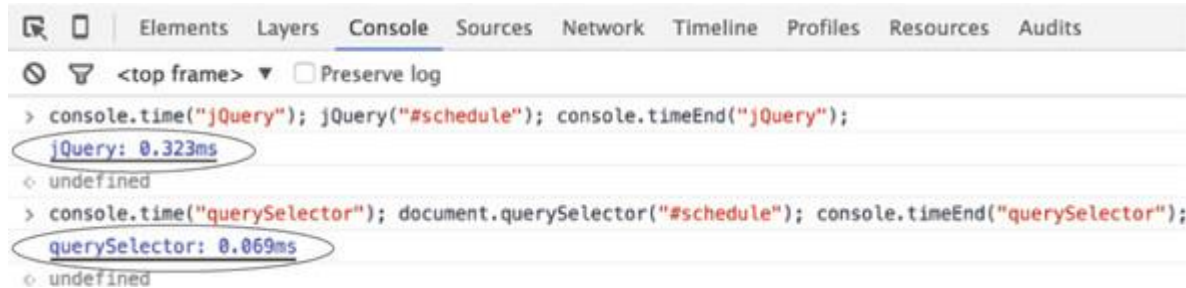 Elements Layers Console Sources Network Timeline Profiles Resources Audits
<top frame> ▼ Preserve log
> console.time("jQuery"); jQuery("#schedule"); console.timeEnd("jQuery");
jQuery: 0.323ms
undefined
> console.time("querySelector"); document.querySelector("#schedule"); console.timeEnd("querySelector");
querySelector: 0.069ms
undefined